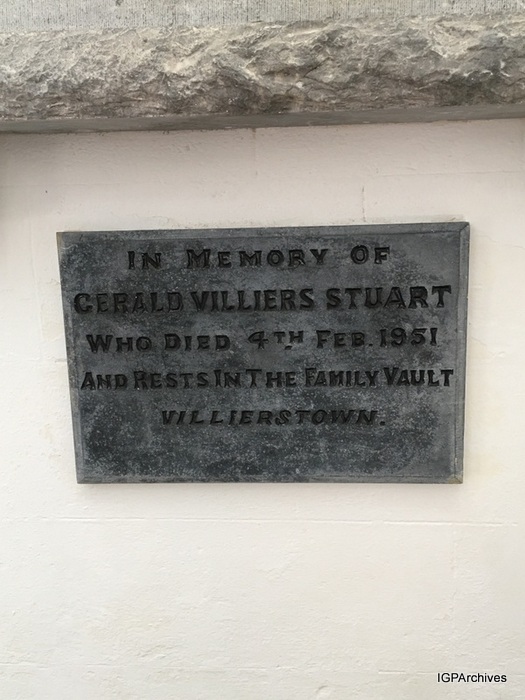 IN MEMORY OF
GERALD VILLIERS STUART
WHO DIED 4TH FEB. 1951
AND RESTS IN THE FAMILY VAULT
VILLIERSTOWN.
IGPArchives